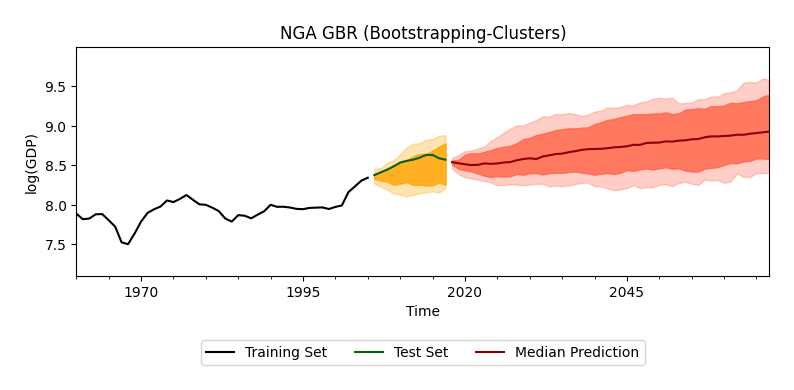 NGA GBR (Bootstrapping-Clusters)
log(GDP)
9.5
9.0
8.5
8.0
7.5
1970 1995 2020 2045
Time
Training Set Test Set Median Prediction